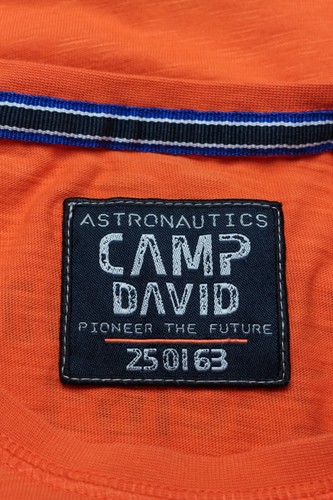 ASTRONAUTICS
CAMP
DAVID
PIONEER THE FUTURE
250163